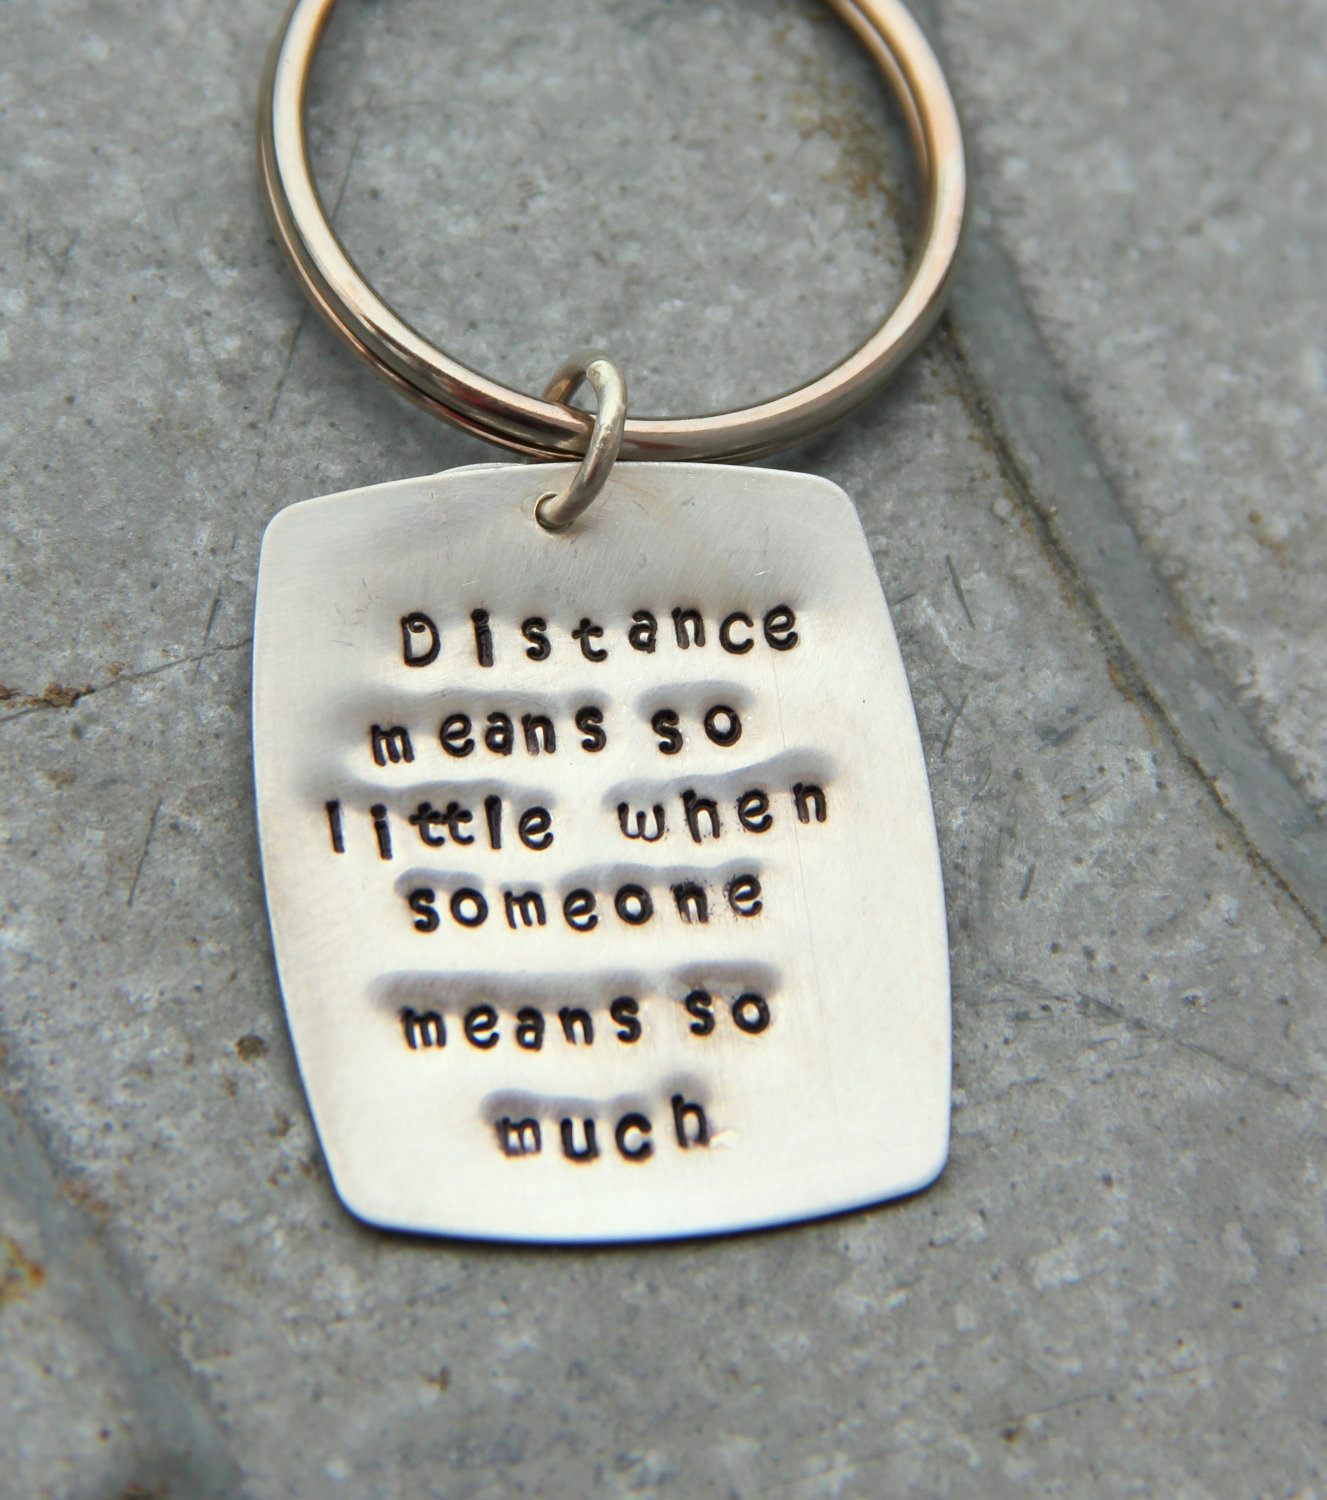 Distance
means so
little when
someone
means so
much